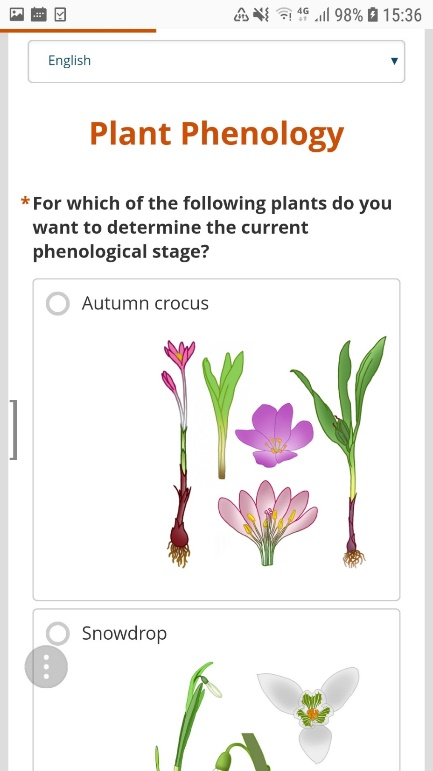 4G 98% 15:36
English
Plant Phenology
* For which of the following plants do you
want to determine the current
phenological stage?
Autumn crocus
Snowdrop